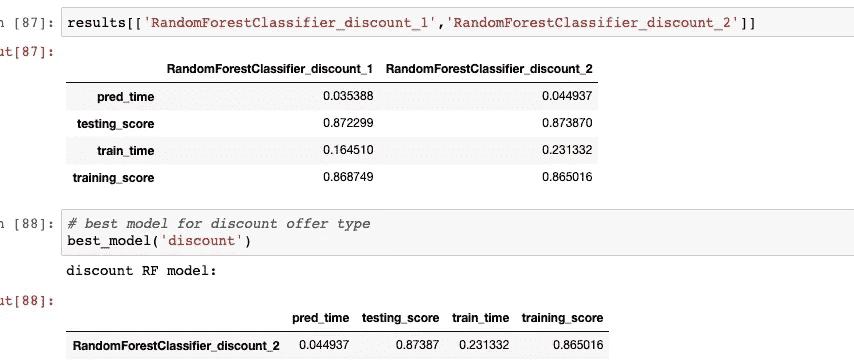 n [87]: results[['RandomForestClassifier_discount_1','RandomForestClassifier_discount_2']]
ut[87]:
RandomForestClassifier_discount_1 RandomForestClassifier_discount_2
pred_time 0.035388 0.044937
testing_score 0.872299 0.873870
train_time 0.164510 0.231332
training_score 0.868749 0.865016
n [88]: # best model for discount offer type
best_model('discount')
discount RF model:
ut[88]:
pred_time testing_score train_time training_score
RandomForestClassifier_discount_2 0.044937 0.87387 0.231332 0.865016